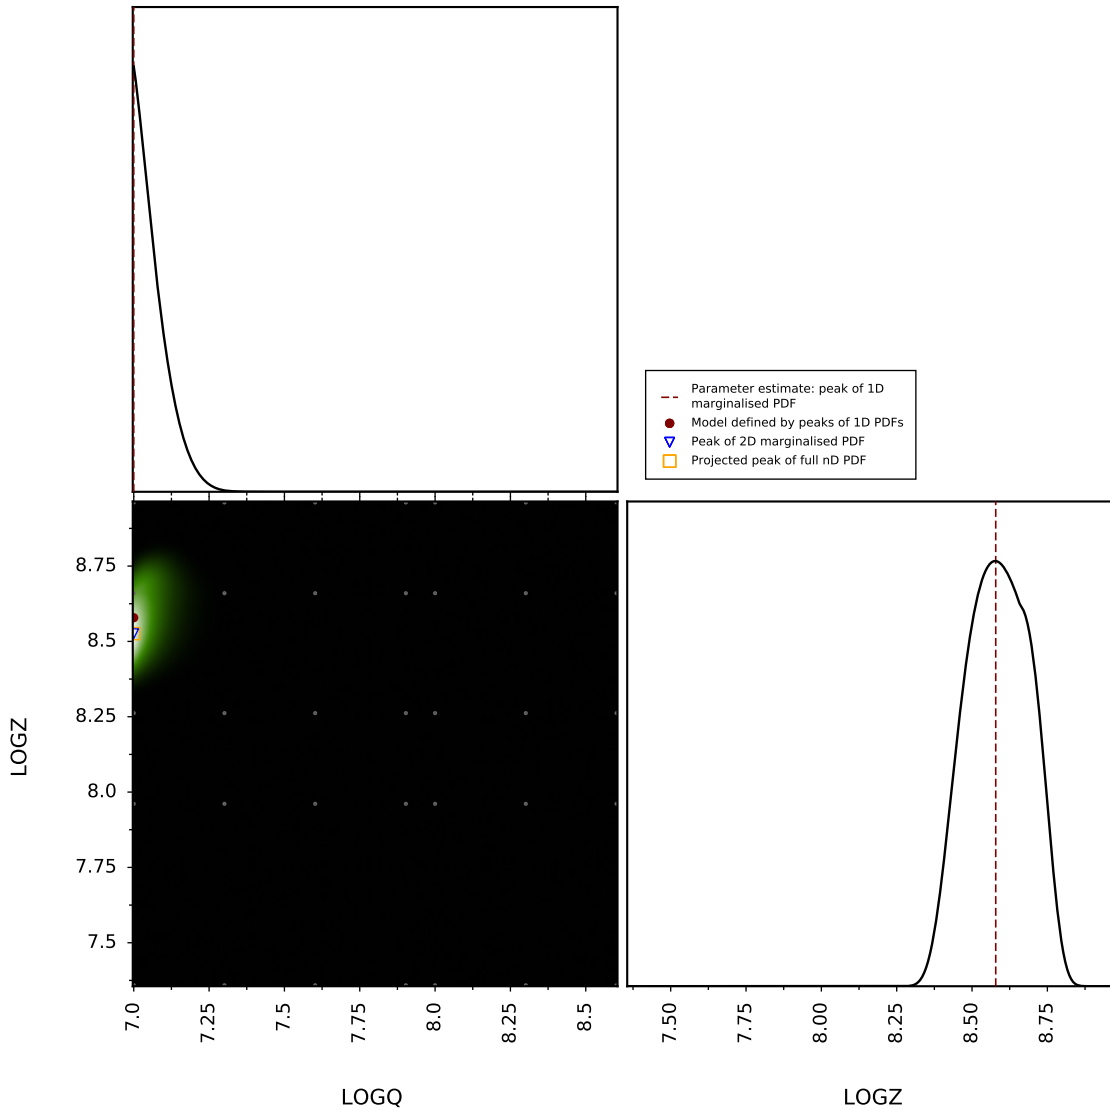 Parameter estimate: peak of 1D
marginalised PDF
Model defined by peaks of 1D PDFs
Peak of 2D marginalised PDF
Projected peak of full nD PDF
8.75
8.5
8.25
8.0
7.75
7.5
LOGZ
7.0 7.25 7.5 7.75 8.0 8.25 8.5
7.50 7.75 8.00 8.25 8.50 8.75
LOGQ
LOGZ